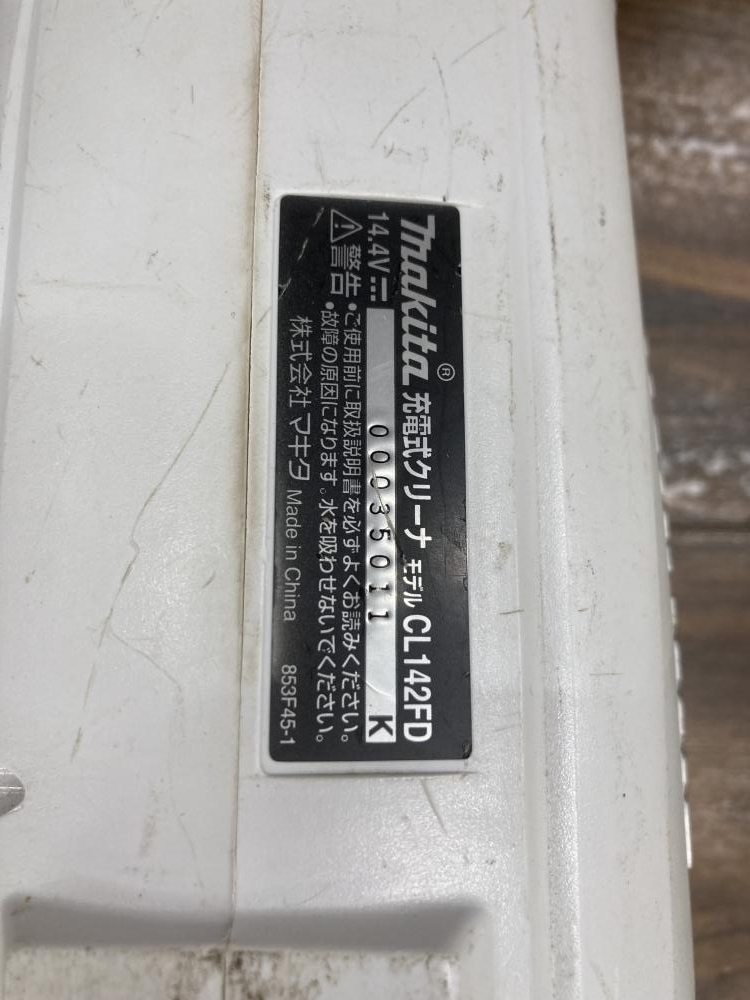 makita® 充電式クリーナ モデル CL142FD
14.4V⎓ 00035011 K
⚠警告 •ご使用前に取扱説明書を必ずよくお読みください。
•故障の原因になります。水を吸わせないでください。
株式会社 マキタ Made in China 853F45-1